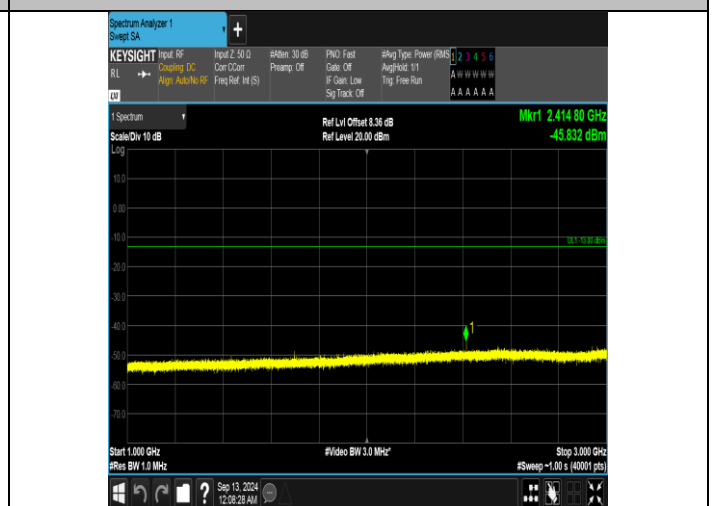 Spectrum Analyzer 1
Swept SA
+
KEYSIGHT
RL
LXI
Input: RF
Coupling: DC
Align: Auto/No RF
Input Z: 50 Ω
Corr CCorr
Freq Ref: Int (S)
#Atten: 30 dB
Preamp: Off
PNO: Fast
Gate: Off
IF Gain: Low
Sig Track: Off
#Avg Type: Power (RMS
Avg|Hold: 1/1
Trig: Free Run
1 2 3 4 5 6
A W W W W W
A A A A A A
1 Spectrum
Scale/Div 10 dB
Log
Ref Lvl Offset 8.36 dB
Ref Level 20.00 dBm
Mkr1 2.414 80 GHz
-45.832 dBm
10.0
0.00
-10.0
DL1 -13.00 dBm
-20.0
-30.0
-40.0
1
-50.0
-60.0
-70.0
Start 1.000 GHz
#Video BW 3.0 MHz*
Stop 3.000 GHz
#Res BW 1.0 MHz
#Sweep ~1.00 s (40001 pts)
?
Sep 13, 2024
12:08:28 AM